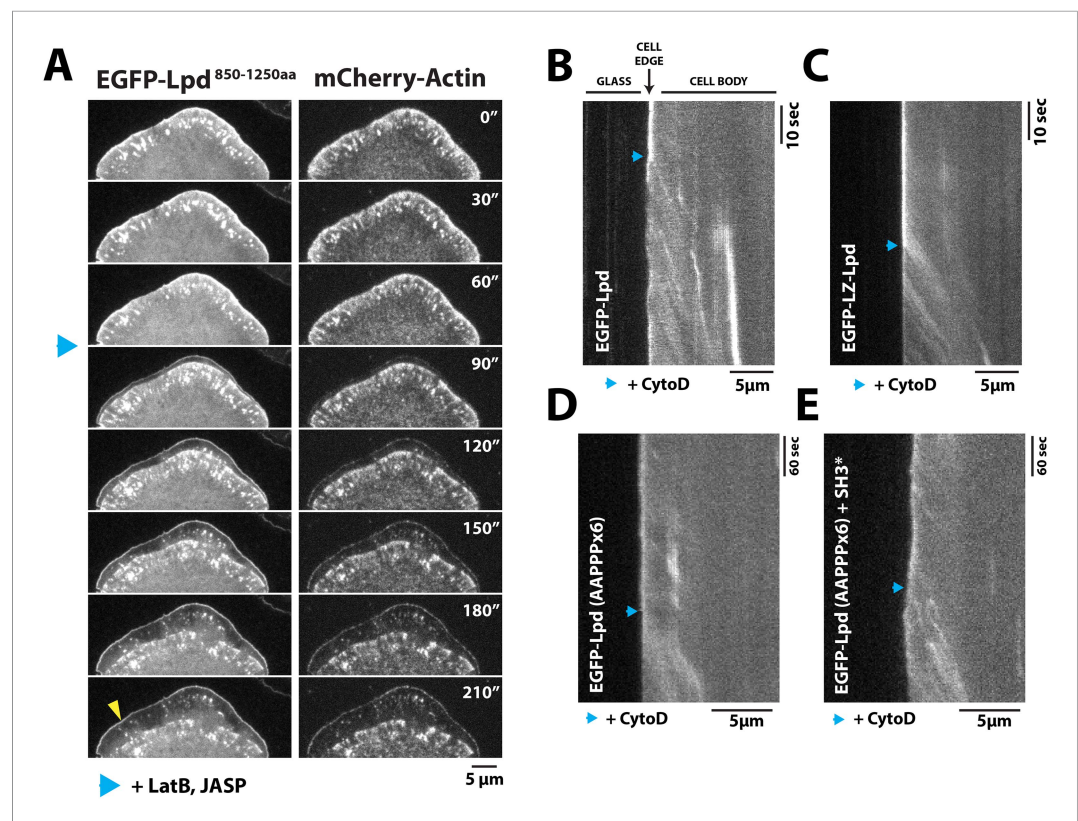 A
EGFP-Lpd 850-1250aa
mCherry-Actin
0”
30”
60”
90”
120”
150”
180”
210”
+ LatB, JASP
5 µm
B
GLASS
CELL
EDGE
CELL BODY
10 sec
EGFP-Lpd
+ CytoD
5µm
C
10 sec
EGFP-LZ-Lpd
+ CytoD
5µm
D
60 sec
EGFP-Lpd (AAPPPx6)
+ CytoD
5µm
E
60 sec
EGFP-Lpd (AAPPPx6) + SH3*
+ CytoD
5µm